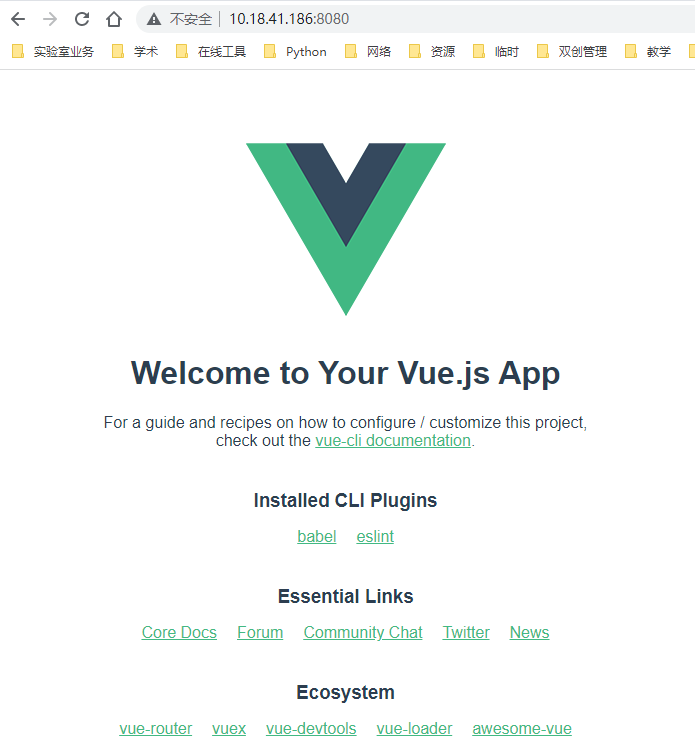 不安全 | 10.18.41.186:8080
实验室业务 学术 在线工具 Python 网络 资源 临时 双创管理 教学
Welcome to Your Vue.js App
For a guide and recipes on how to configure / customize this project,
check out the vue-cli documentation.
Installed CLI Plugins
babel eslint
Essential Links
Core Docs Forum Community Chat Twitter News
Ecosystem
vue-router vuex vue-devtools vue-loader awesome-vue